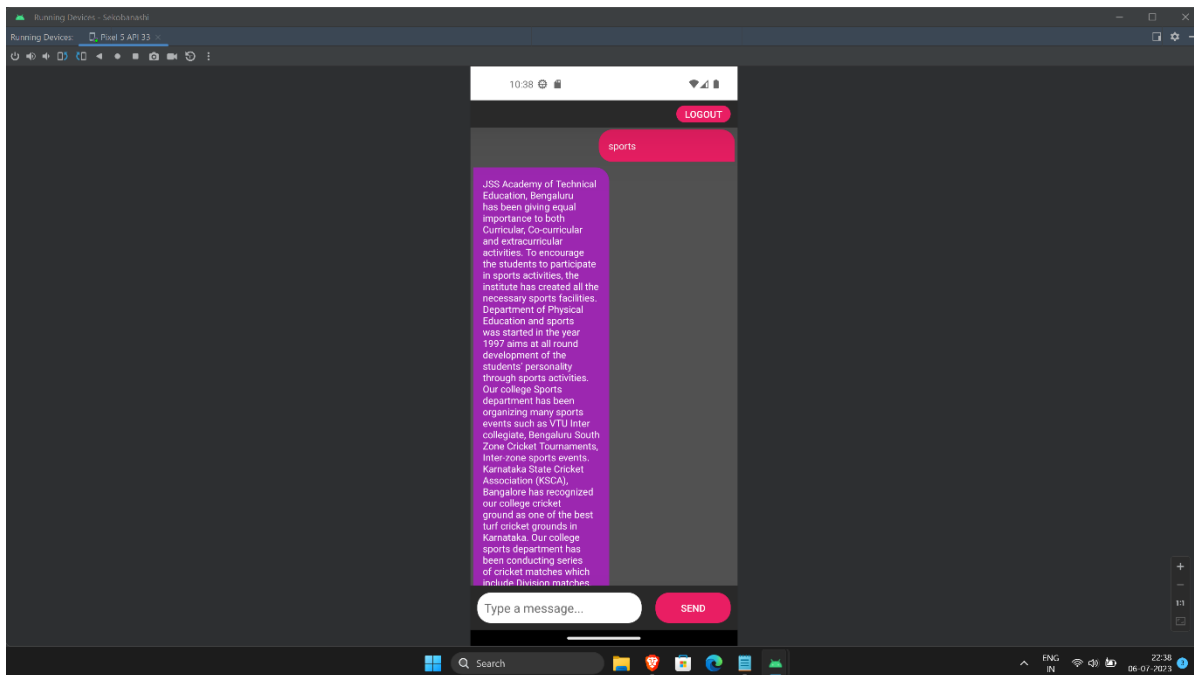 Running Devices - Sekobanashi
Running Devices: Pixel 5 API 33
10:38
LOGOUT
sports
JSS Academy of Technical
Education, Bengaluru
has been giving equal
importance to both
Curricular, Co-curricular
and extracurricular
activities. To encourage
the students to participate
in sports activities, the
institute has created all the
necessary sports facilities.
Department of Physical
Education and sports
was started in the year
1997 aims at all round
development of the
students' personality
through sports activities.
Our college Sports
department has been
organizing many sports
events such as VTU Inter
collegiate, Bengaluru South
Zone Cricket Tournaments,
Inter-zone sports events.
Karnataka State Cricket
Association (KSCA),
Bangalore has recognized
our college cricket
ground as one of the best
turf cricket grounds in
Karnataka. Our college
sports department has
been conducting series
of cricket matches which
include Division matches
Type a message...
SEND
1:1
Search
ENG
IN
22:38
06-07-2023
3